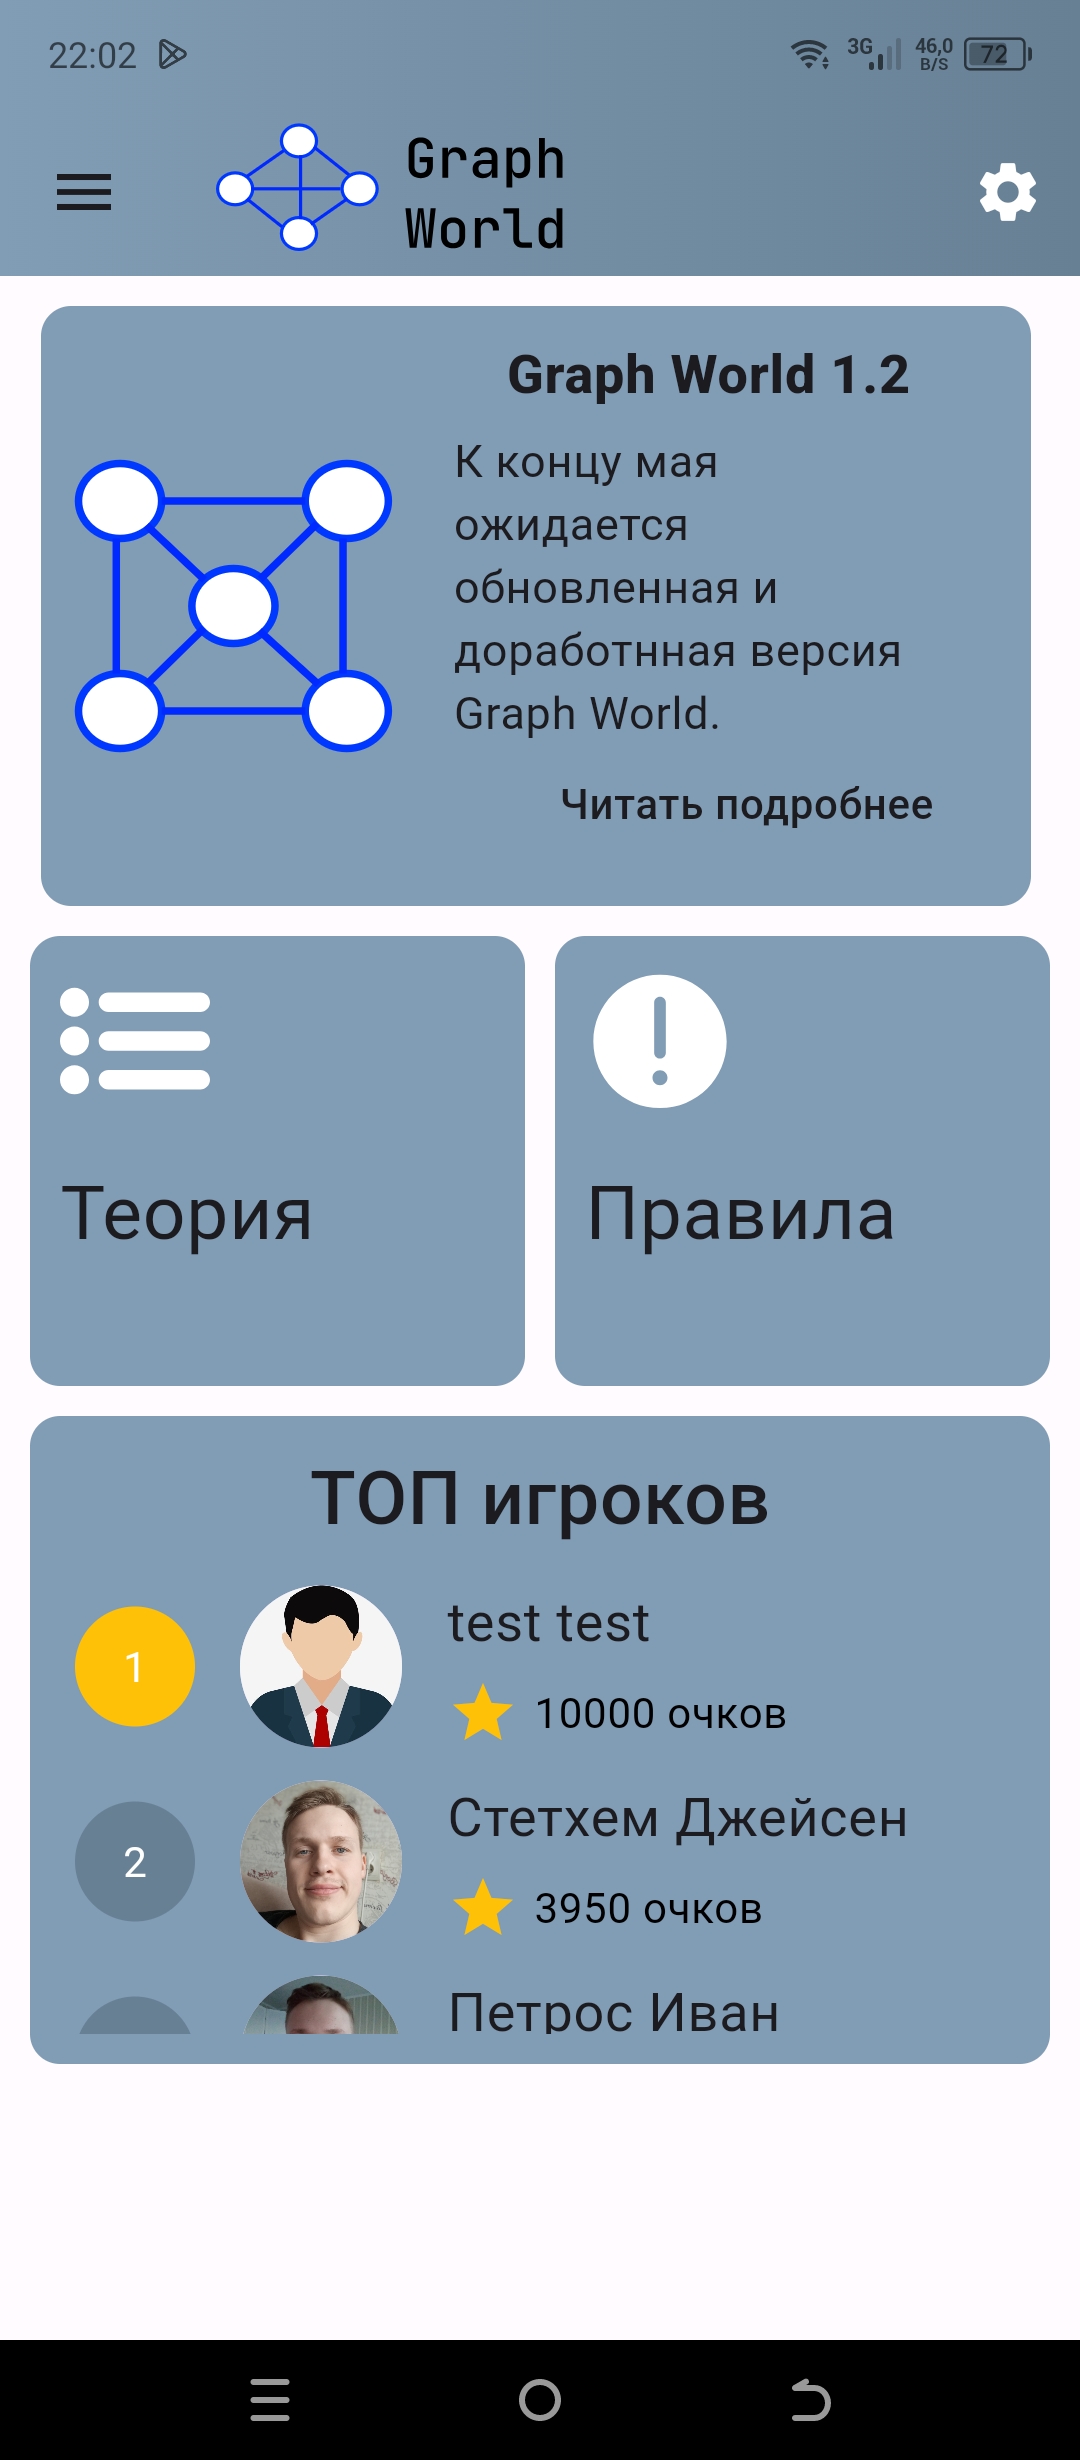 22:02
3G
46,0
B/S
72
Graph
World
Graph World 1.2
К концу мая
ожидается
обновленная и
доработнная версия
Graph World.
Читать подробнее
Теория
Правила
ТОП игроков
1
test test
10000 очков
2
Стетхем Джейсен
3950 очков
Петрос Иван